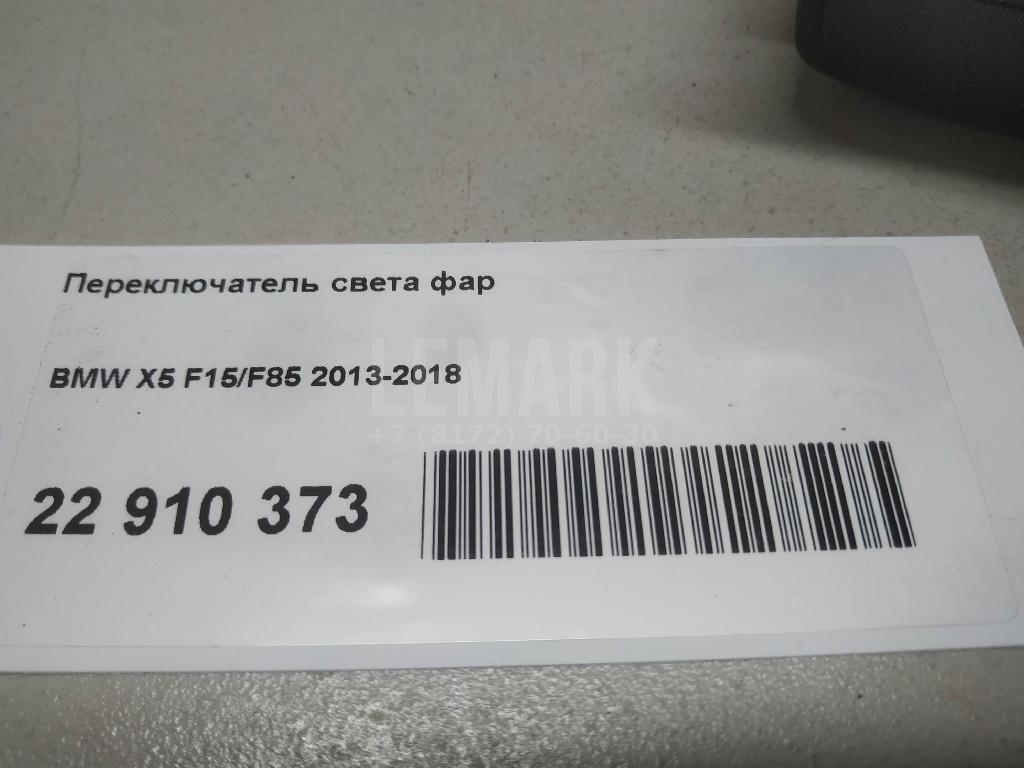 Переключатель света фар
LEMARK
BMW X5 F15/F85 2013-2018
+7 (8172) 70-60-30
22 910 373